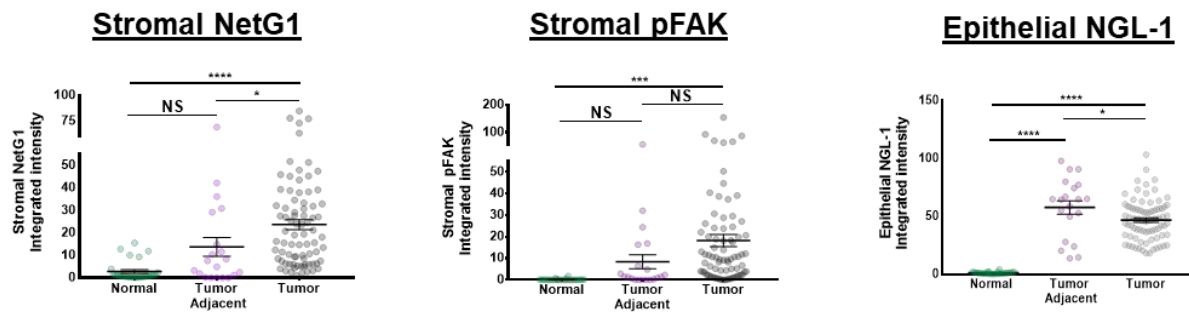 Stromal NetG1
****
NS
*
Stromal NetG1
Integrated intensity
100
75
50
40
30
20
10
0
Normal
Tumor
Adjacent
Tumor
Stromal pFAK
***
NS
NS
Stromal pFAK
Integrated intensity
200
100
50
40
30
20
10
0
Normal
Tumor
Adjacent
Tumor
Epithelial NGL-1
****
*
****
Epithelial NGL-1
Integrated intensity
150
100
50
0
Normal
Tumor
Adjacent
Tumor